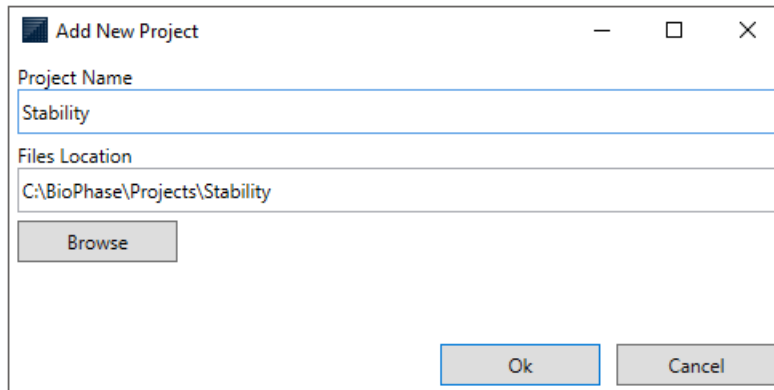 Add New Project
Project Name
Stability
Files Location
C:\BioPhase\Projects\Stability
Browse
Ok Cancel